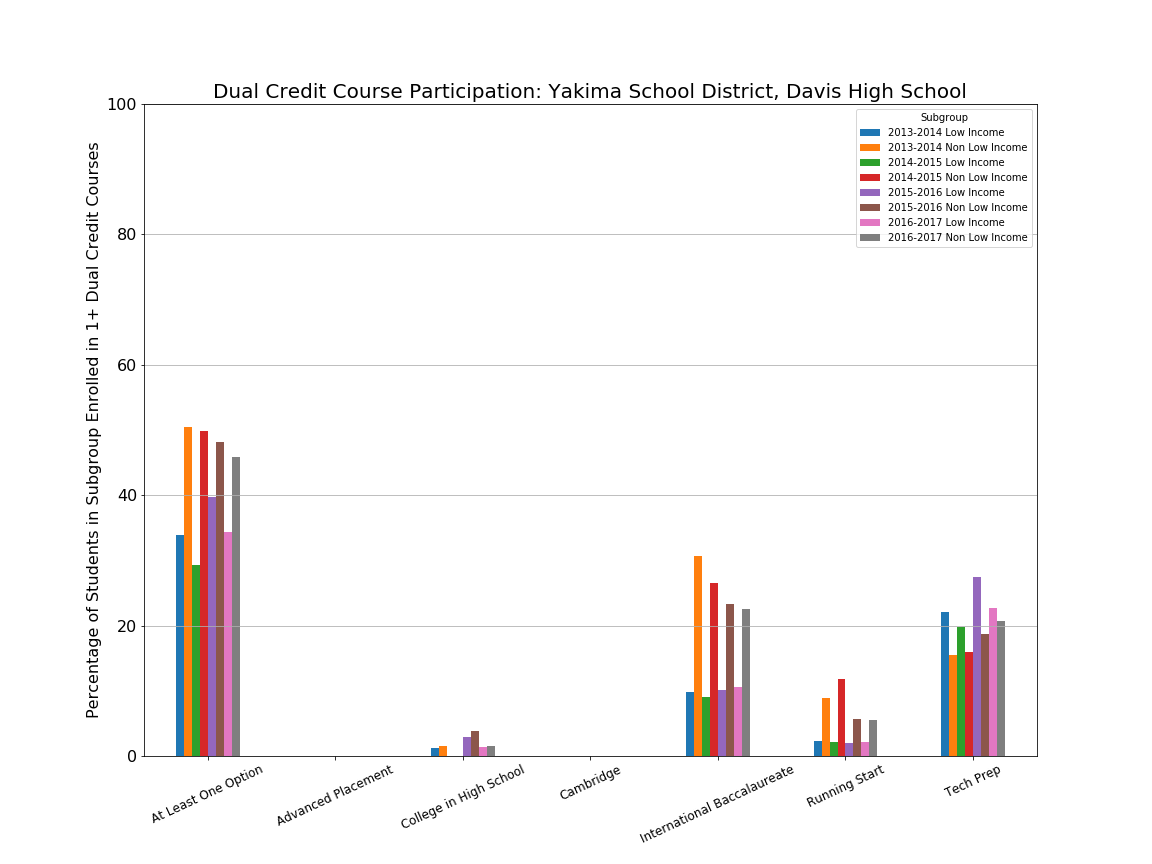 Dual Credit Course Participation: Yakima School District, Davis High School
Percentage of Students in Subgroup Enrolled in 1+ Dual Credit Courses
100
80
60
40
20
0
Subgroup
2013-2014 Low Income
2013-2014 Non Low Income
2014-2015 Low Income
2014-2015 Non Low Income
2015-2016 Low Income
2015-2016 Non Low Income
2016-2017 Low Income
2016-2017 Non Low Income
At Least One Option
Advanced Placement
College in High School
Cambridge
International Baccalaureate
Running Start
Tech Prep